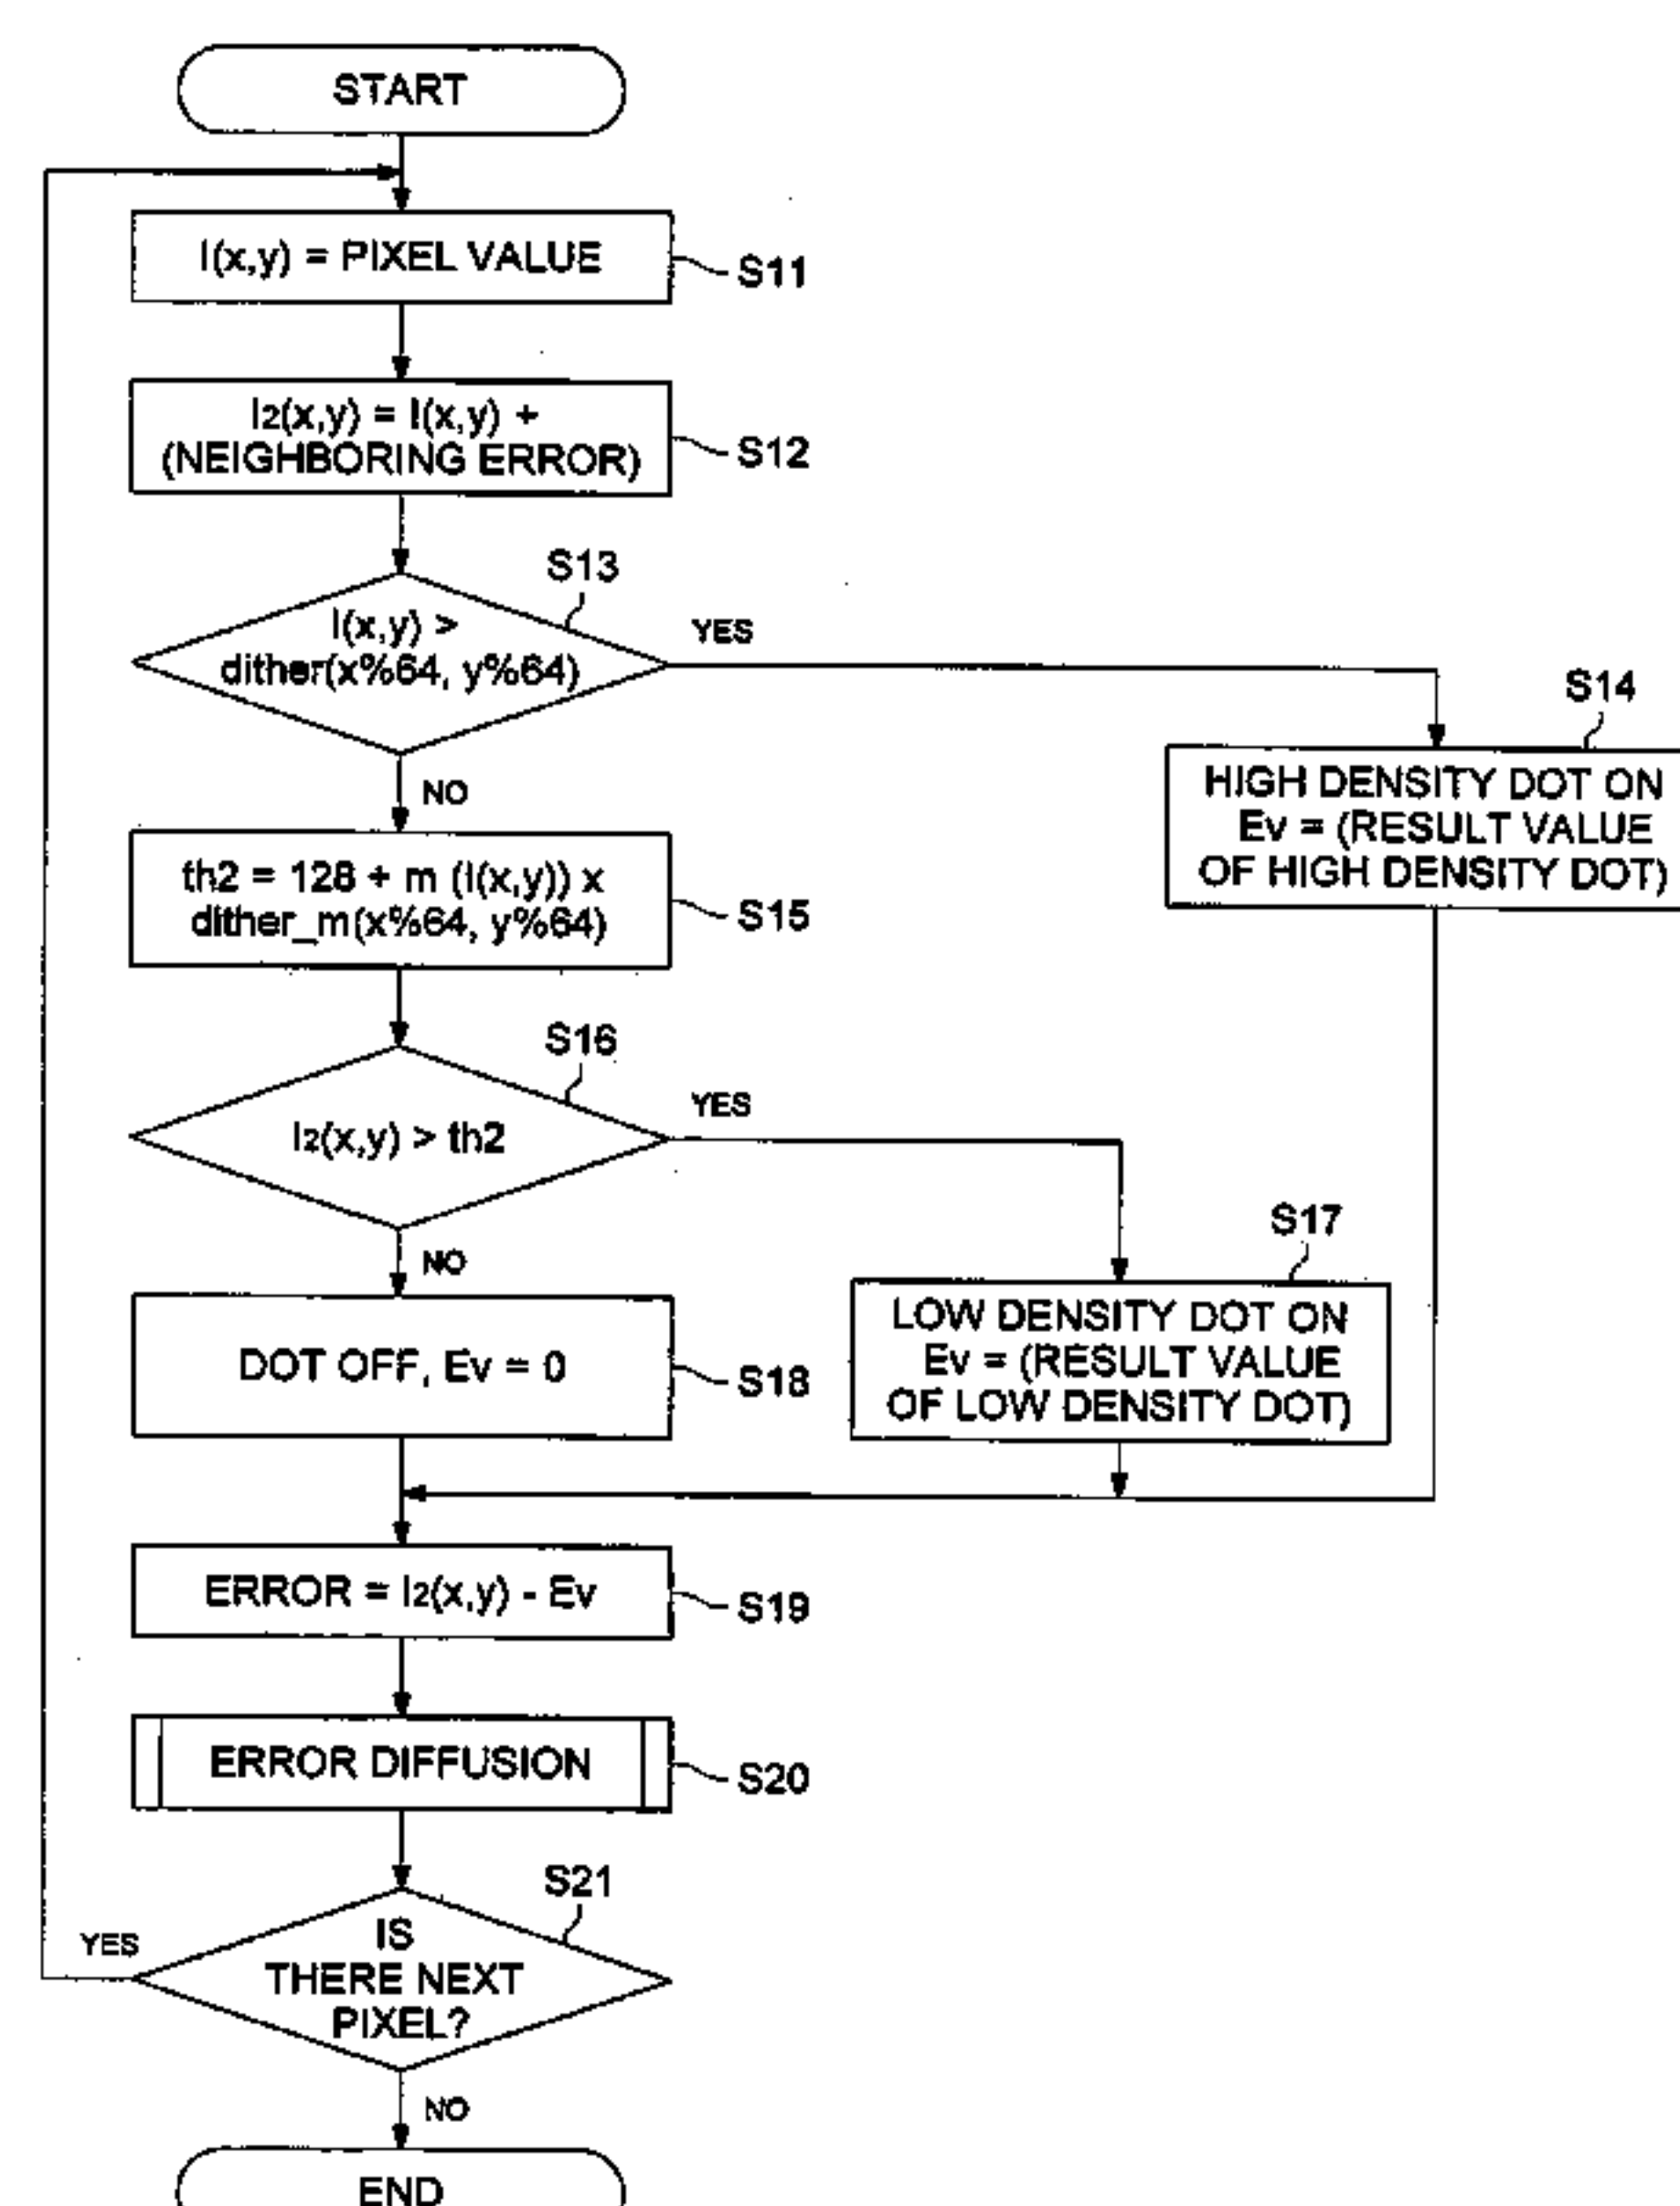 START
I(x,y) = PIXEL VALUE
S11
I2(x,y) = I(x,y) +
(NEIGHBORING ERROR)
S12
S13
I(x,y) >
dither(x%64, y%64)
YES
NO
S14
HIGH DENSITY DOT ON
Ev = (RESULT VALUE
OF HIGH DENSITY DOT)
th2 = 128 + m (I(x,y)) x
dither_m(x%64, y%64)
S15
S16
I2(x,y) > th2
YES
NO
S17
LOW DENSITY DOT ON
Ev = (RESULT VALUE
OF LOW DENSITY DOT)
DOT OFF, Ev = 0
S18
ERROR = I2(x,y) - Ev
S19
ERROR DIFFUSION
S20
S21
IS
THERE NEXT
PIXEL?
YES
NO
END